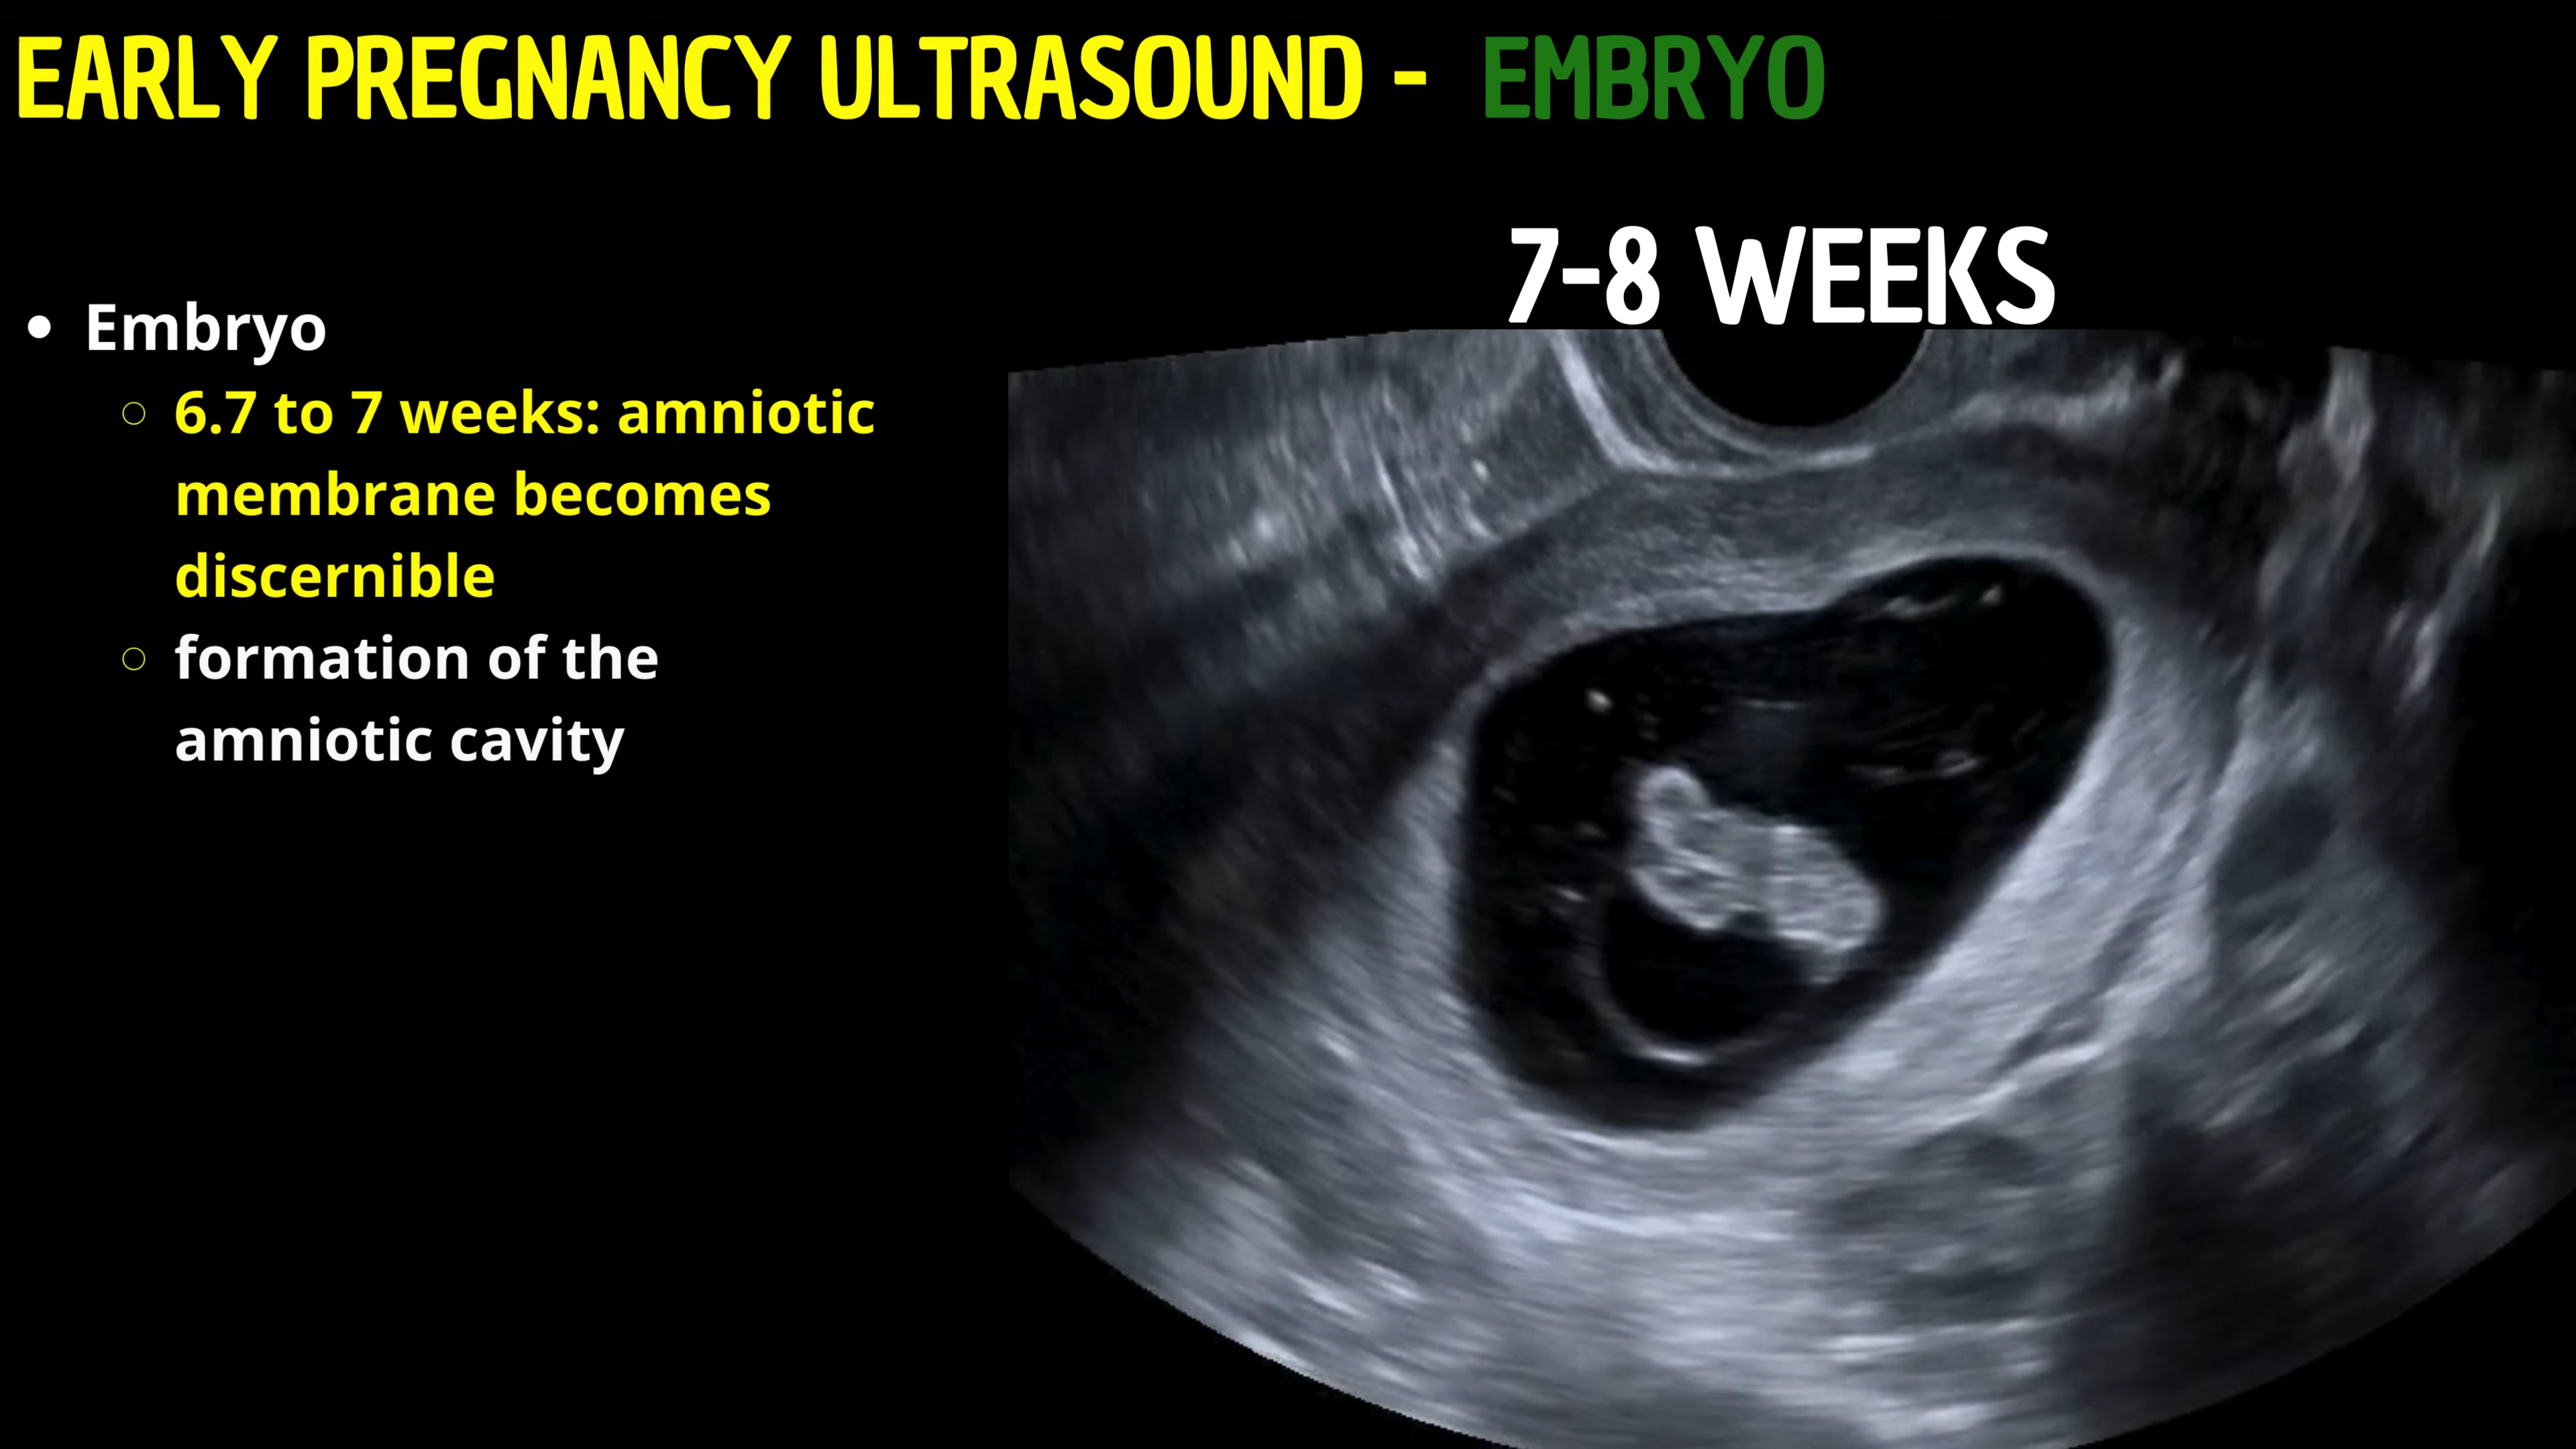 EARLY PREGNANCY ULTRASOUND - EMBRYO
7-8 WEEKS
• Embryo
○ 6.7 to 7 weeks: amniotic
membrane becomes
discernible
○ formation of the
amniotic cavity